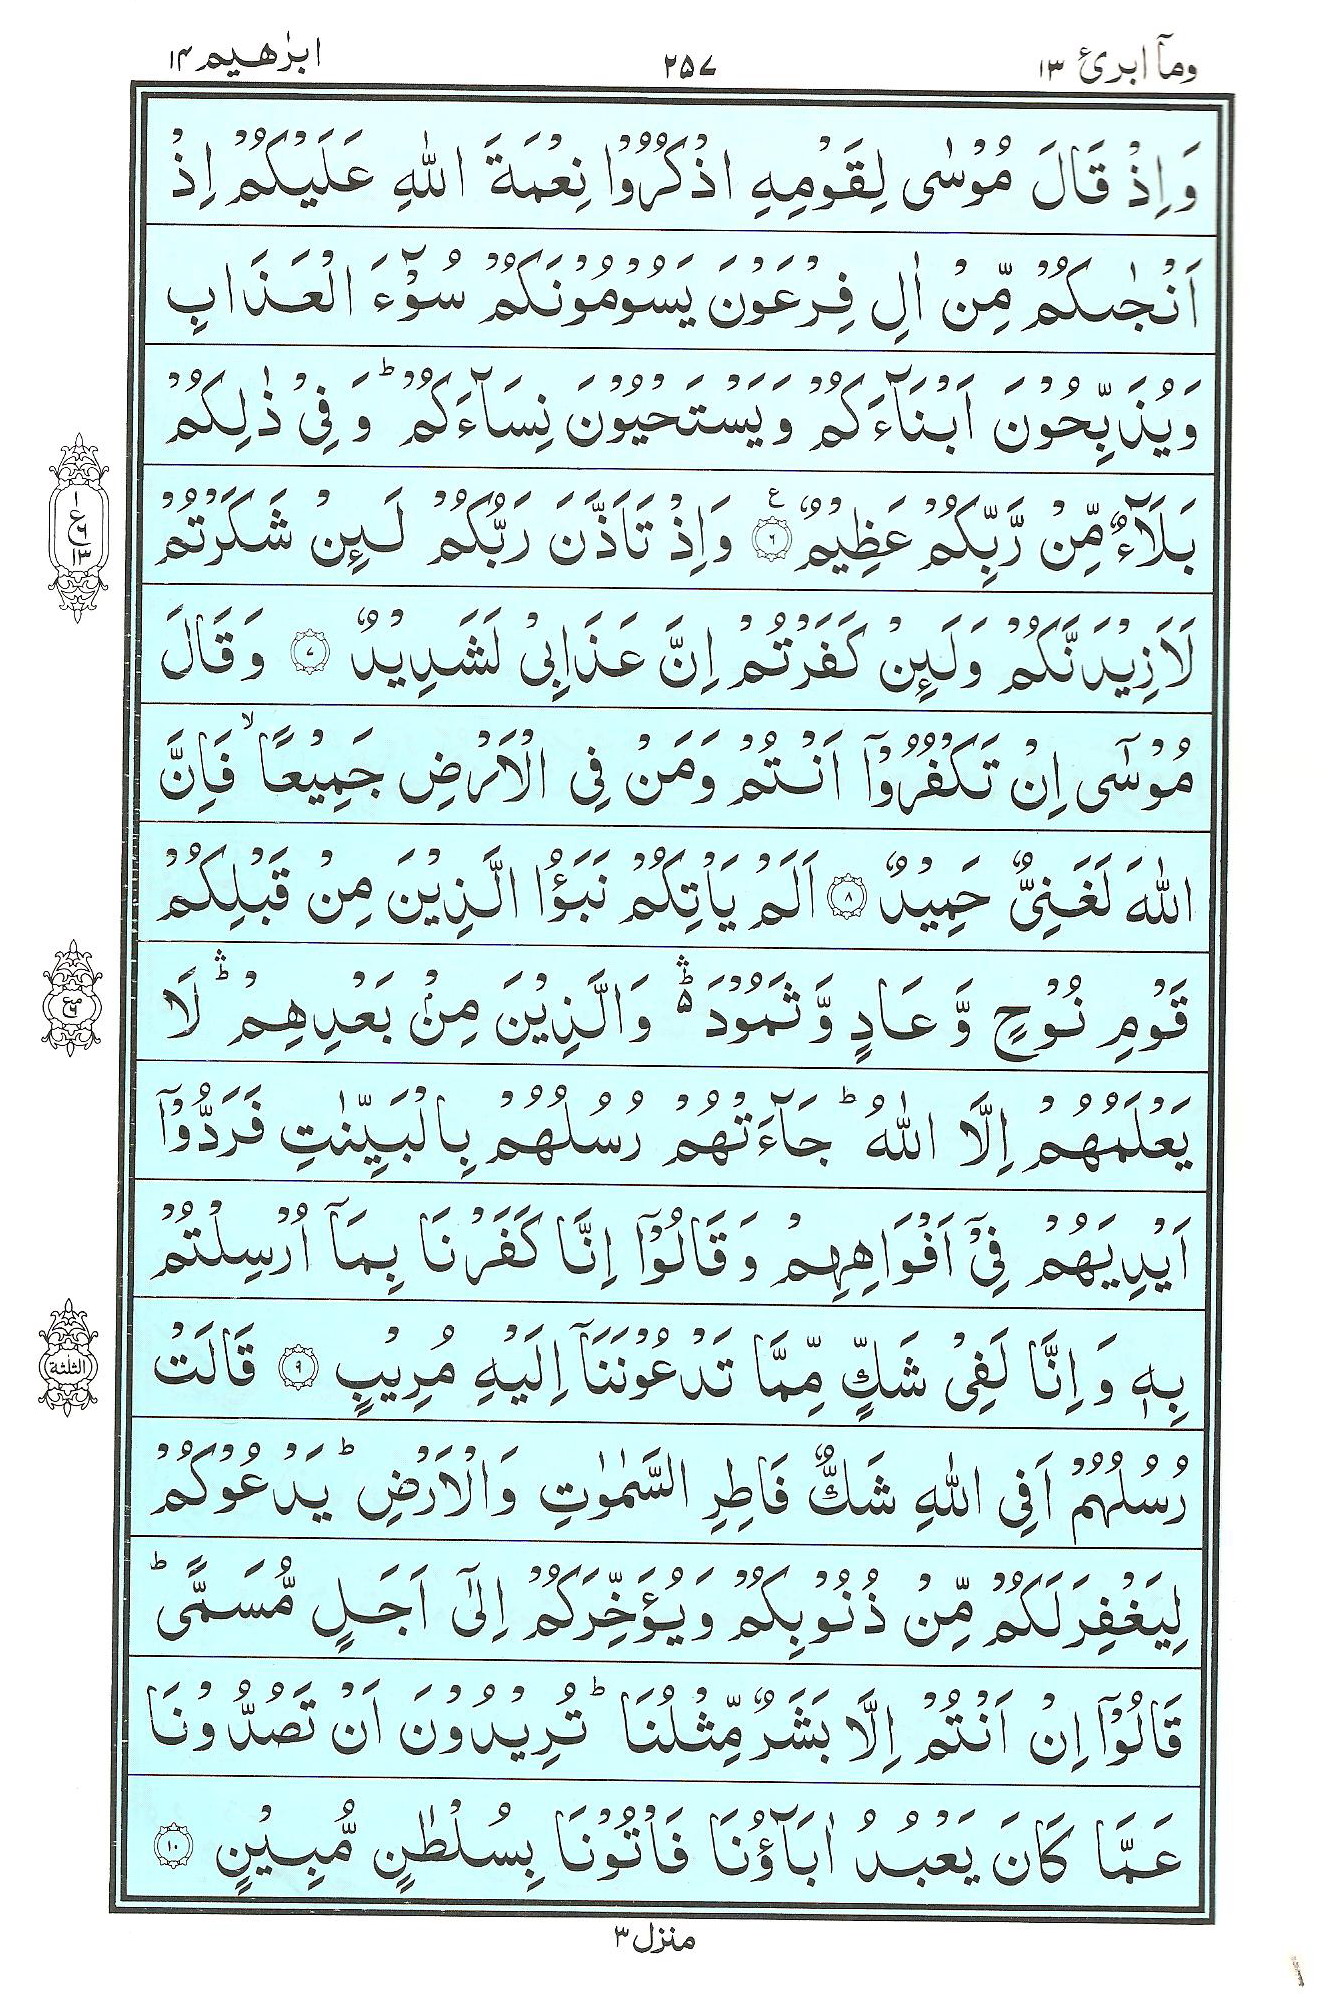 ومآ ابرئ ١٣
٢٥٧
ابرٰهيم ١٤
وَاِذْ قَالَ مُوْسٰى لِقَوْمِهِ اذْكُرُوْا نِعْمَةَ اللّٰهِ عَلَيْكُمْ اِذْ
اَنْجٰىكُمْ مِّنْ اٰلِ فِرْعَوْنَ يَسُوْمُوْنَكُمْ سُوْٓءَ الْعَذَابِ
وَيُذَبِّحُوْنَ اَبْنَآءَكُمْ وَيَسْتَحْيُوْنَ نِسَآءَكُمْ ؕ وَفِيْ ذٰلِكُمْ
بَلَآءٌ مِّنْ رَّبِّكُمْ عَظِيْمٌ ۝٦ ع وَاِذْ تَاَذَّنَ رَبُّكُمْ لَىِٕنْ شَكَرْتُمْ
ا
ع
٦
١٣
لَاَزِيْدَنَّكُمْ وَلَىِٕنْ كَفَرْتُمْ اِنَّ عَذَابِيْ لَشَدِيْدٌ ۝٧ وَقَالَ
مُوْسٰٓى اِنْ تَكْفُرُوْٓا اَنْتُمْ وَمَنْ فِي الْاَرْضِ جَمِيْعًا ۙ فَاِنَّ
اللّٰهَ لَغَنِيٌّ حَمِيْدٌ ۝٨ اَلَمْ يَاْتِكُمْ نَبَؤُا الَّذِيْنَ مِنْ قَبْلِكُمْ
قَوْمِ نُوْحٍ وَّعَادٍ وَّثَمُوْدَ ۛؕ وَالَّذِيْنَ مِنْۢ بَعْدِهِمْ ۛؕ لَا
يَعْلَمُهُمْ اِلَّا اللّٰهُ ؕ جَآءَتْهُمْ رُسُلُهُمْ بِالْبَيِّنٰتِ فَرَدُّوْٓا
اَيْدِيَهُمْ فِيْٓ اَفْوَاهِهِمْ وَقَالُوْٓا اِنَّا كَفَرْنَا بِمَآ اُرْسِلْتُمْ
بِهٖ وَاِنَّا لَفِيْ شَكٍّ مِّمَّا تَدْعُوْنَنَآ اِلَيْهِ مُرِيْبٍ ۝٩ قَالَتْ
الثلثة
رُسُلُهُمْ اَفِي اللّٰهِ شَكٌّ فَاطِرِ السَّمٰوٰتِ وَالْاَرْضِ ؕ يَدْعُوْكُمْ
لِيَغْفِرَ لَكُمْ مِّنْ ذُنُوْبِكُمْ وَيُؤَخِّرَكُمْ اِلٰٓى اَجَلٍ مُّسَمًّى ؕ
قَالُوْٓا اِنْ اَنْتُمْ اِلَّا بَشَرٌ مِّثْلُنَا ؕ تُرِيْدُوْنَ اَنْ تَصُدُّوْنَا
عَمَّا كَانَ يَعْبُدُ اٰبَآؤُنَا فَاْتُوْنَا بِسُلْطٰنٍ مُّبِيْنٍ ۝١٠
منزل ٣